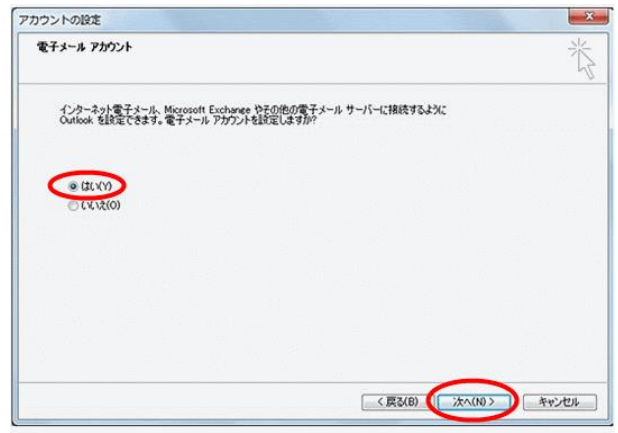 アカウントの設定
電子メール アカウント
インターネット電子メール、Microsoft Exchange やその他の電子メール サーバーに接続するように
Outlook を設定できます。電子メール アカウントを設定しますか?
はい(Y)
いいえ(O)
< 戻る(B) 次へ(N) > キャンセル